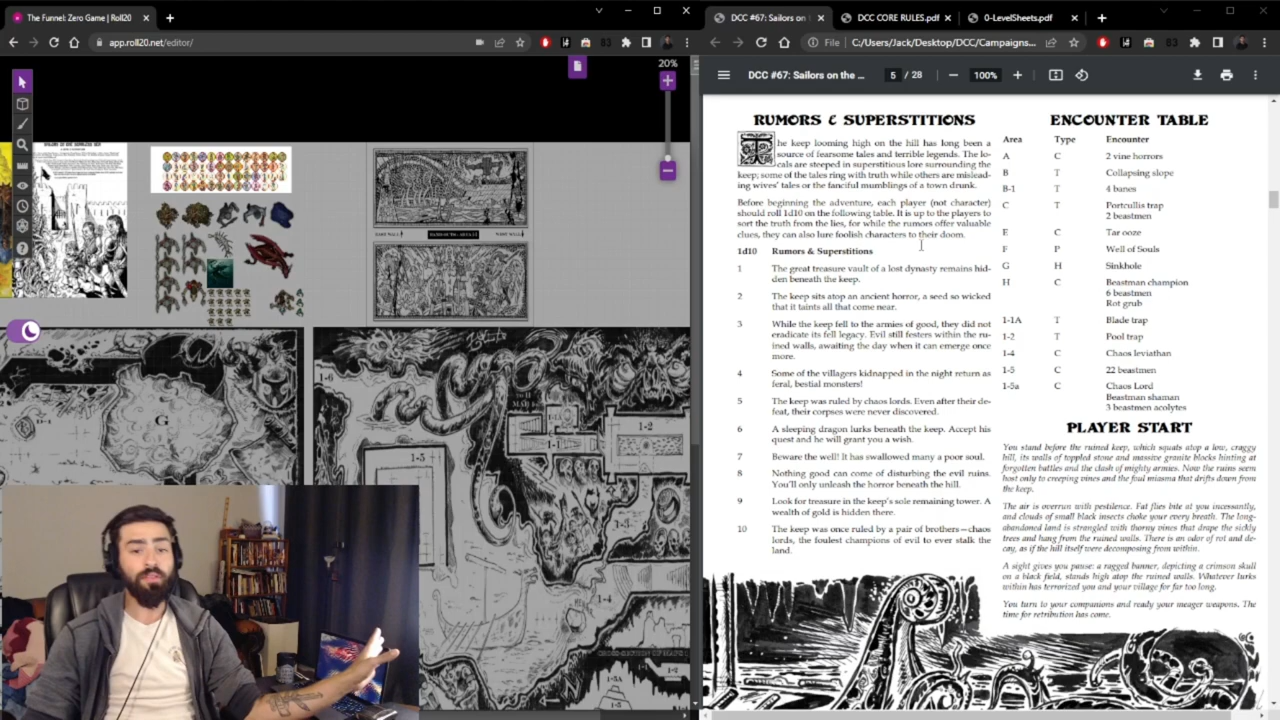 The Funnel: Zero Game | Roll20
app.roll20.net/editor/
20%
DCC #67: Sailors on
DCC CORE RULES.pdf
0-LevelSheets.pdf
File
C:/Users/Jack/Desktop/DCC/Campaigns...
DCC #67: Sailors on the ...
5 / 28
100%
RUMORS & SUPERSTITIONS
The keep looming high on the hill has long been a
source of fearsome tales and terrible legends. The lo-
cals are steeped in superstitious lore surrounding the
keep; some of the tales ring with truth while others are mislead-
ing wives' tales or the fanciful mumblings of a town drunk.
Before beginning the adventure, each player (not character)
should roll 1d10 on the following table. It is up to the players to
sort the truth from the lies, for while the rumors offer valuable
clues, they can also lure foolish characters to their doom.
1d10 Rumors & Superstitions
1 The great treasure vault of a lost dynasty remains hid-
den beneath the keep.
2 The keep sits atop an ancient horror, a seed so wicked
that it taints all that come near.
3 While the keep fell to the armies of good, they did not
eradicate its fell legacy. Evil still festers within the ru-
ined walls, awaiting the day when it can emerge once
more.
4 Some of the villagers kidnapped in the night return as
feral, bestial monsters!
5 The keep was ruled by chaos lords. Even after their de-
feat, their corpses were never discovered.
6 A sleeping dragon lurks beneath the keep. Accept his
quest and he will grant you a wish.
7 Beware the well! It has swallowed many a poor soul.
8 Nothing good can come of disturbing the evil ruins.
You'll only unleash the horror beneath the hill.
9 Look for treasure in the keep's sole remaining tower. A
wealth of gold is hidden there.
10 The keep was once ruled by a pair of brothers—chaos
lords, the foulest champions of evil to ever stalk the
land.
ENCOUNTER TABLE
Area Type Encounter
A C 2 vine horrors
B T Collapsing slope
B-1 T 4 banes
C T Portcullis trap
2 beastmen
E C Tar ooze
F P Well of Souls
G H Sinkhole
H C Beastman champion
6 beastmen
Rot grub
1-1A T Blade trap
1-2 T Pool trap
1-4 C Chaos leviathan
1-5 C 22 beastmen
1-5a C Chaos Lord
Beastman shaman
3 beastmen acolytes
PLAYER START
You stand before the ruined keep, which squats atop a low, craggy
hill, its walls of toppled stone and massive granite blocks hinting at
forgotten battles and the clash of mighty armies. Now the ruins seem
host only to creeping vines and the foul miasma that drifts down from
the keep.
The air is overrun with pestilence. Fat flies bite at you incessantly,
and clouds of small black insects choke your every breath. The long-
abandoned land is strangled with thorny vines that drape the sickly
trees and hang from the ruined walls. There is an odor of rot and de-
cay, as if the hill itself were decomposing from within.
A sight gives you pause: a ragged banner, depicting a crimson skull
on a black field, stands high atop the ruined walls. Whatever lurks
within has terrorized you and your village for far too long.
You turn to your companions and ready your meager weapons. The
time for retribution has come.
G
1-2